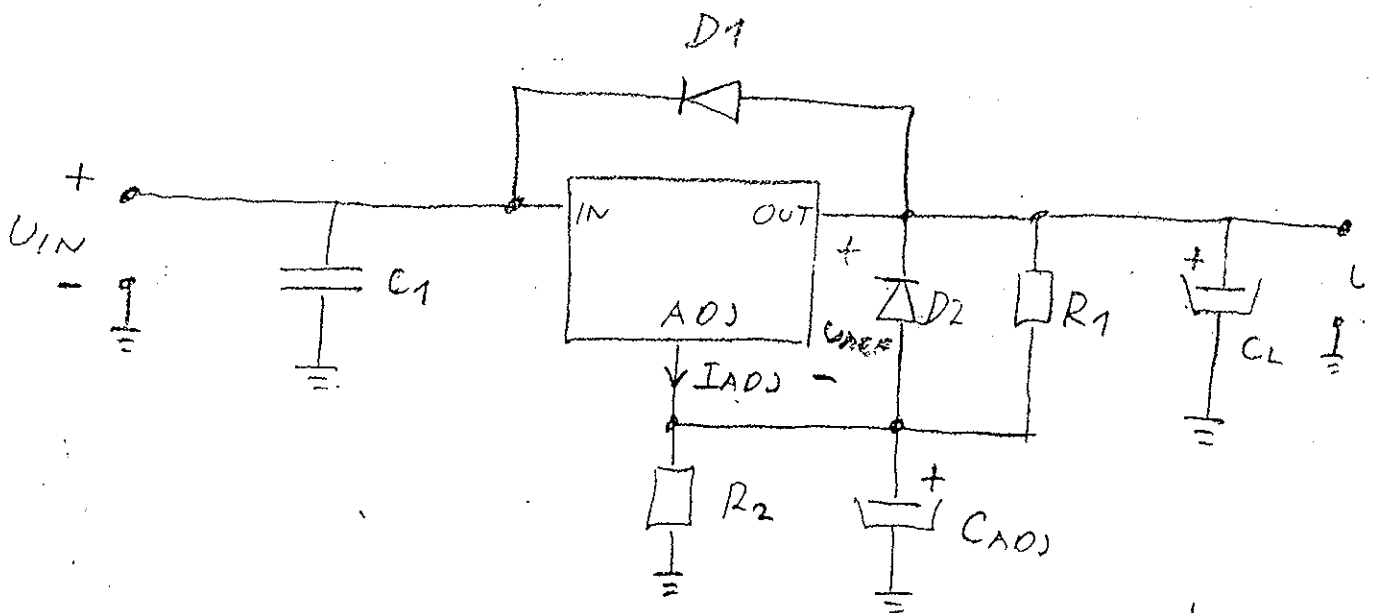 D1
+
UIN
-
C1
IN
OUT
ADJ
+
UREF
-
IADJ
D2
R1
+
CL
R2
+
CADJ